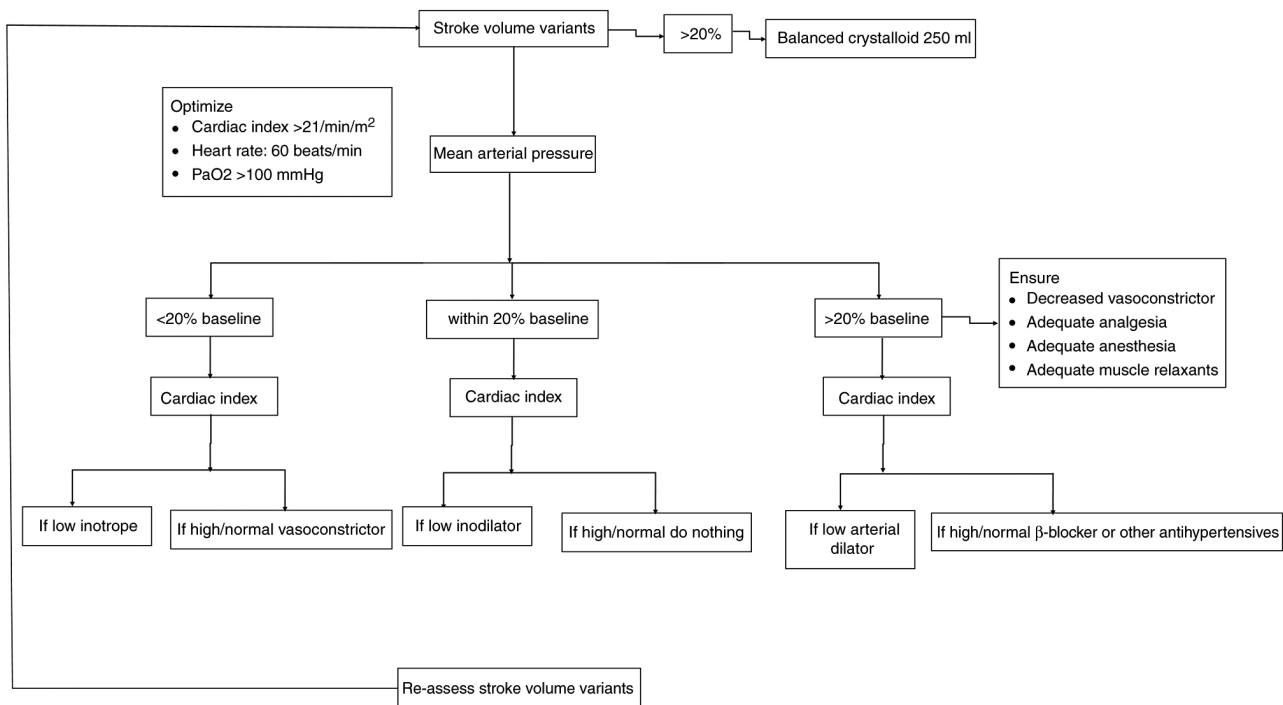 Stroke volume variants
>20%
Balanced crystalloid 250 ml
Optimize
• Cardiac index >21/min/m²
• Heart rate: 60 beats/min
• PaO2 >100 mmHg
Mean arterial pressure
<20% baseline
within 20% baseline
>20% baseline
Ensure
• Decreased vasoconstrictor
• Adequate analgesia
• Adequate anesthesia
• Adequate muscle relaxants
Cardiac index
Cardiac index
Cardiac index
If low inotrope
If high/normal vasoconstrictor
If low inodilator
If high/normal do nothing
If low arterial
dilator
If high/normal β-blocker or other antihypertensives
Re-assess stroke volume variants